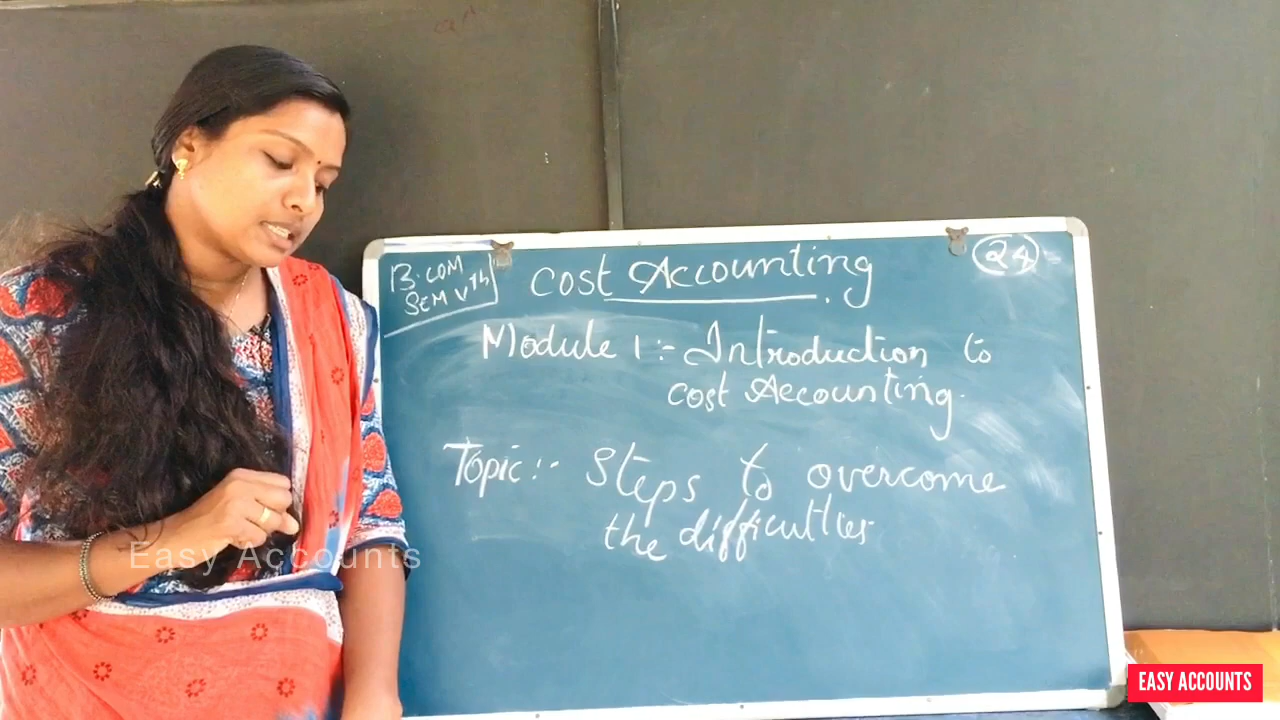 B.COM
SEM Vth
Cost Accounting.
24
Module 1:- Introduction to
cost Accounting.
Topic:- Steps to overcome
the difficulties.
Easy Accounts
EASY ACCOUNTS